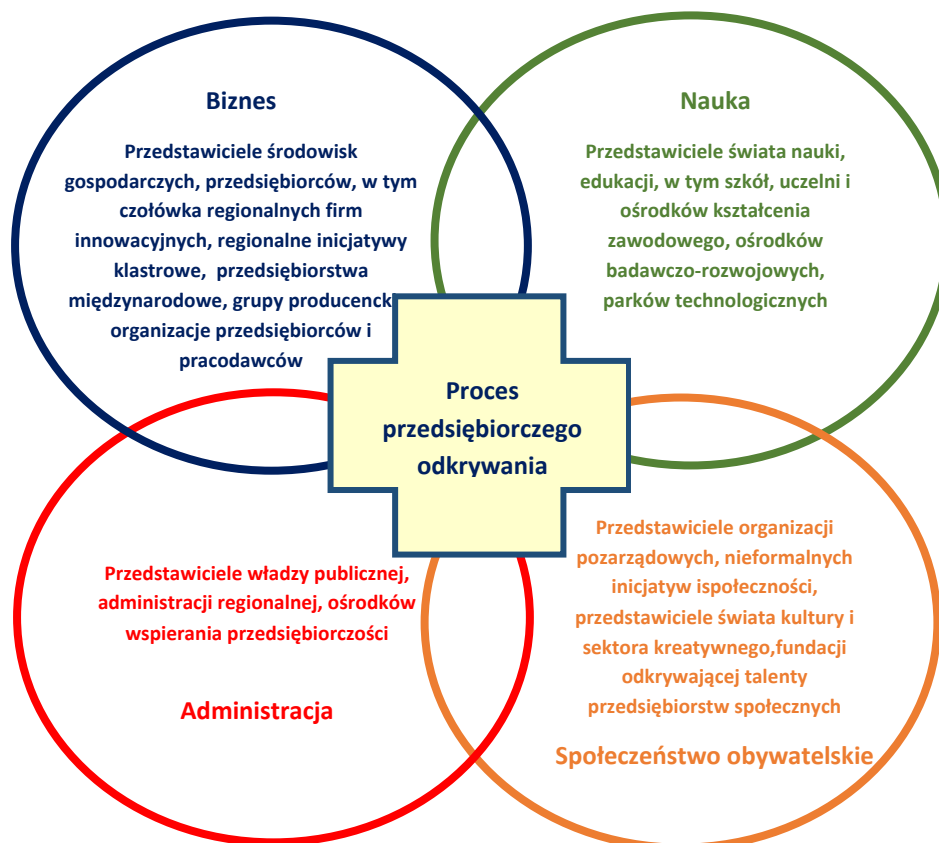 Biznes
Przedstawiciele środowisk
gospodarczych, przedsiębiorców, w tym
czołówka regionalnych firm
innowacyjnych, regionalne inicjatywy
klastrowe, przedsiębiorstwa
międzynarodowe, grupy producenck
organizacje przedsiębiorców i
pracodawców
Nauka
Przedstawiciele świata nauki,
edukacji, w tym szkół, uczelni i
ośrodków kształcenia
zawodowego, ośrodków
badawczo-rozwojowych,
parków technologicznych
Proces
przedsiębiorczego
odkrywania
Przedstawiciele władzy publicznej,
administracji regionalnej, ośrodków
wspierania przedsiębiorczości
Administracja
Przedstawiciele organizacji
pozarządowych, nieformalnych
inicjatyw ispołeczności,
przedstawiciele świata kultury i
sektora kreatywnego,fundacji
odkrywającej talenty
przedsiębiorstw społecznych
Społeczeństwo obywatelskie